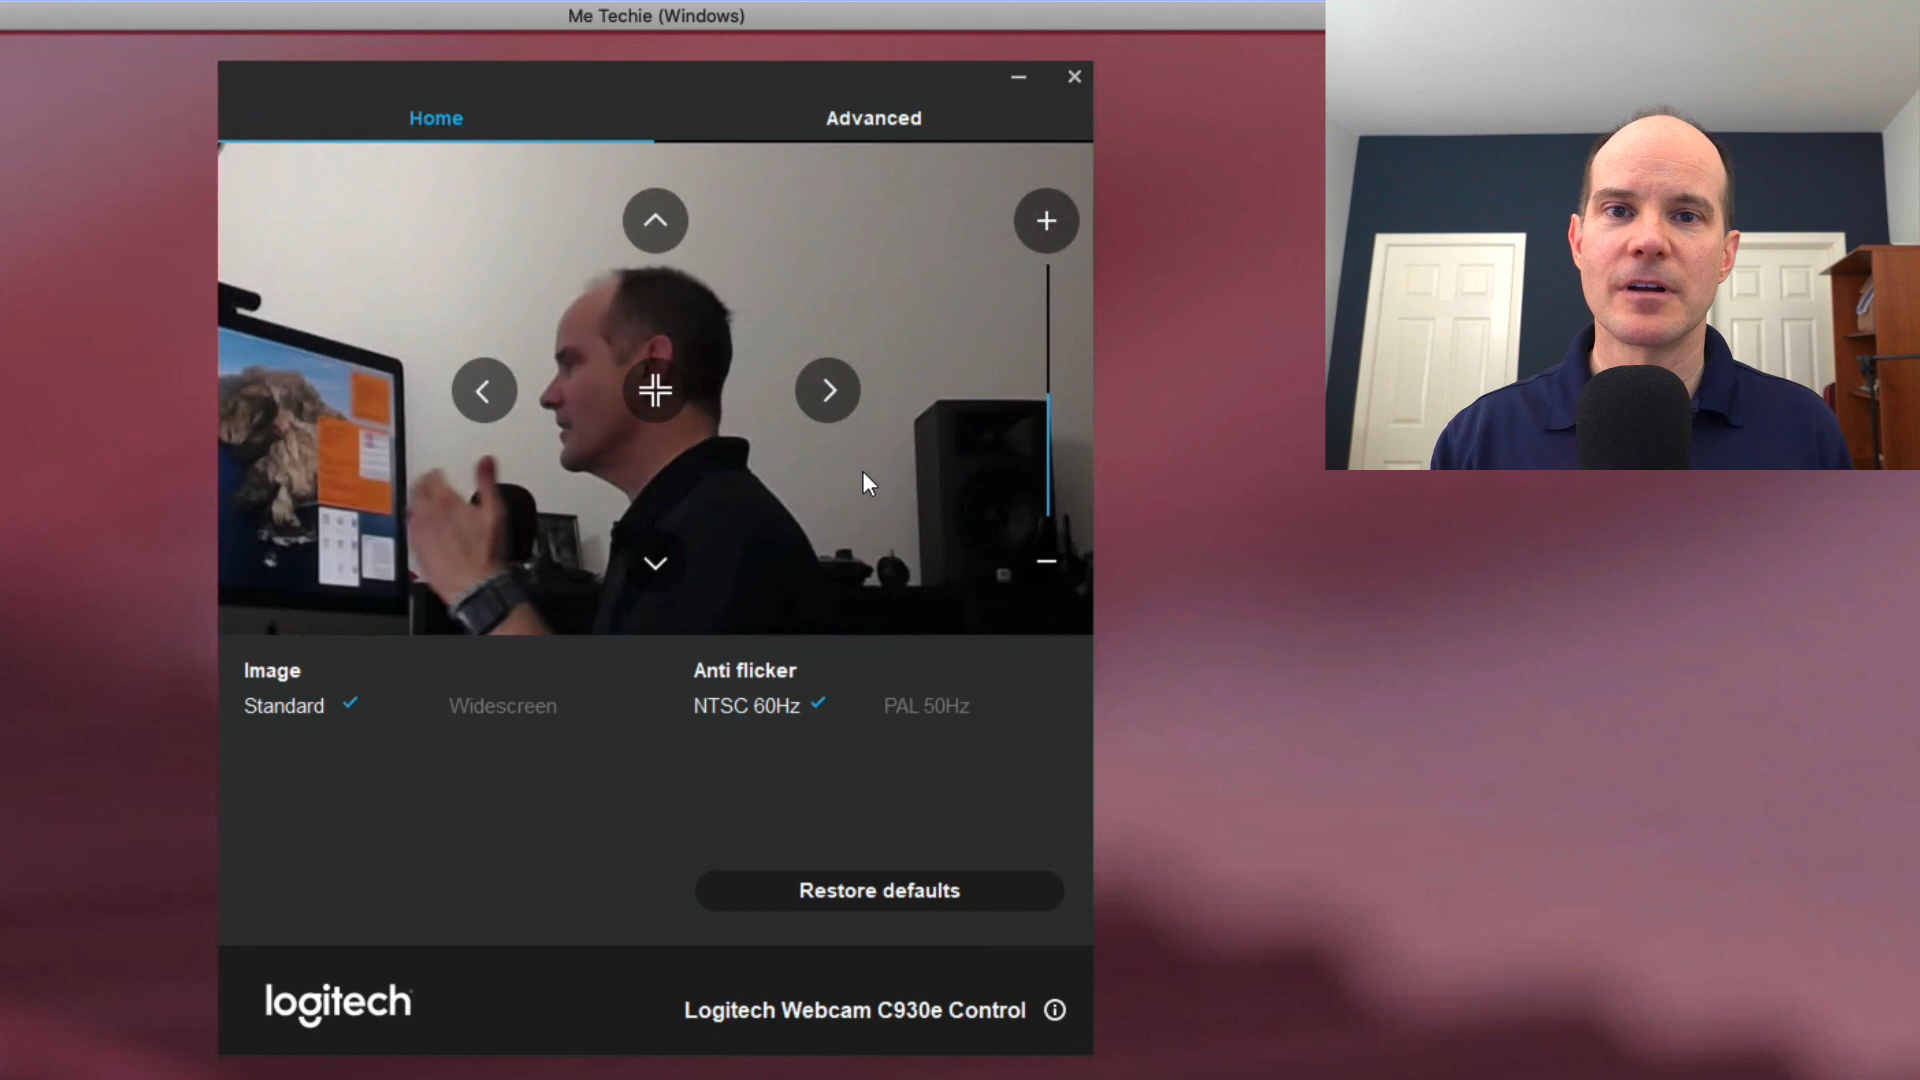 Me Techie (Windows)
Home
Advanced
Image
Anti flicker
Standard
Widescreen
NTSC 60Hz
PAL 50Hz
Restore defaults
logitech
Logitech Webcam C930e Control